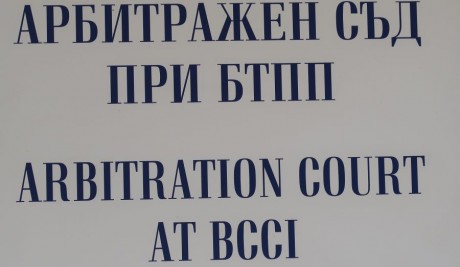 АРБИТРАЖЕН СЪД
ПРИ БТПП
ARBITRATION COURT
AT BCCI